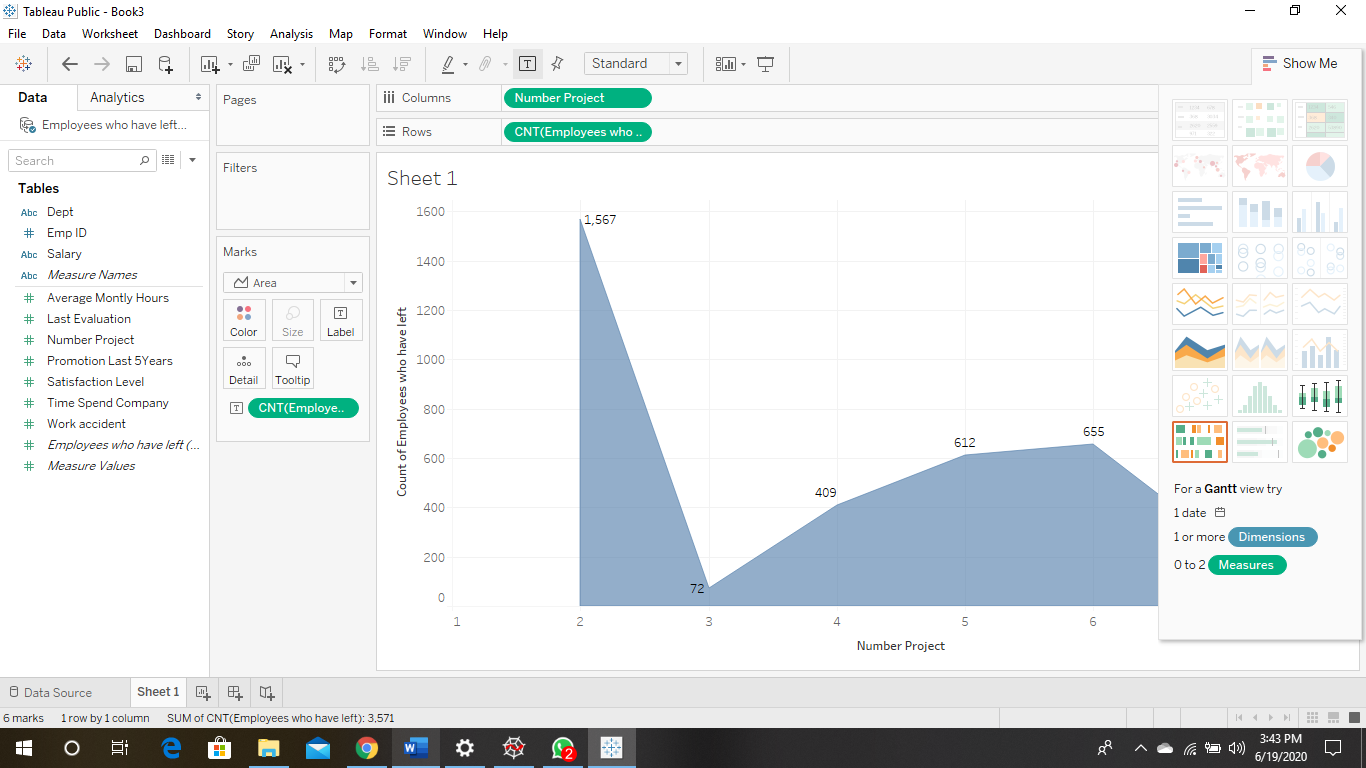 Tableau Public - Book3
File Data Worksheet Dashboard Story Analysis Map Format Window Help
Standard
Show Me
Data Analytics
Employees who have left...
Search
Tables
Abc Dept
# Emp ID
Abc Salary
Abc Measure Names
# Average Montly Hours
# Last Evaluation
# Number Project
# Promotion Last 5Years
# Satisfaction Level
# Time Spend Company
# Work accident
# Employees who have left (...
# Measure Values
Pages
Filters
Marks
Area
Color Size Label
Detail Tooltip
CNT(Employe..
Columns Number Project
Rows CNT(Employees who ..
Sheet 1
Count of Employees who have left
1600
1400
1200
1000
800
600
400
200
0
1,567
72
409
612
655
1 2 3 4 5 6
Number Project
For a Gantt view try
1 date
1 or more Dimensions
0 to 2 Measures
Data Source Sheet 1
6 marks 1 row by 1 column SUM of CNT(Employees who have left): 3,571
2
3:43 PM
6/19/2020